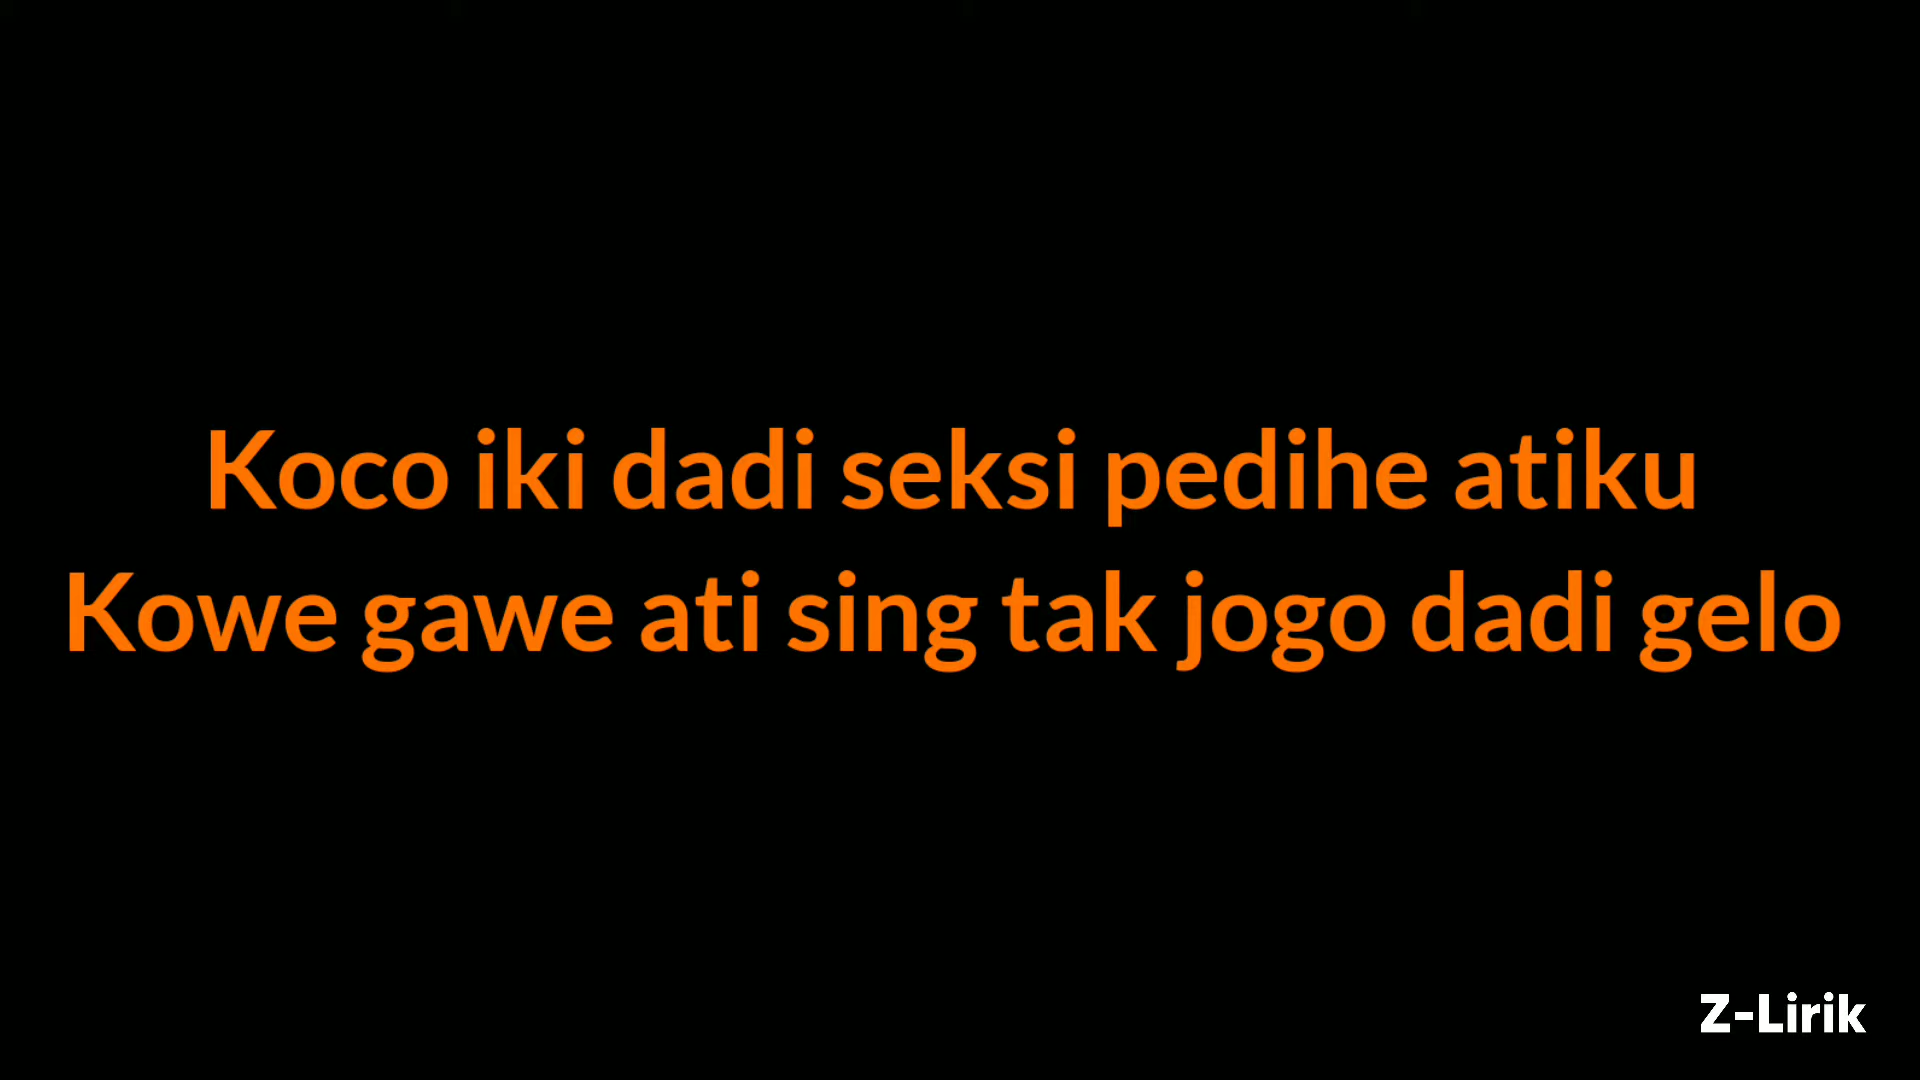 Koco iki dadi seksi pedihe atiku
Kowe gawe ati sing tak jogo dadi gelo
Z-Lirik